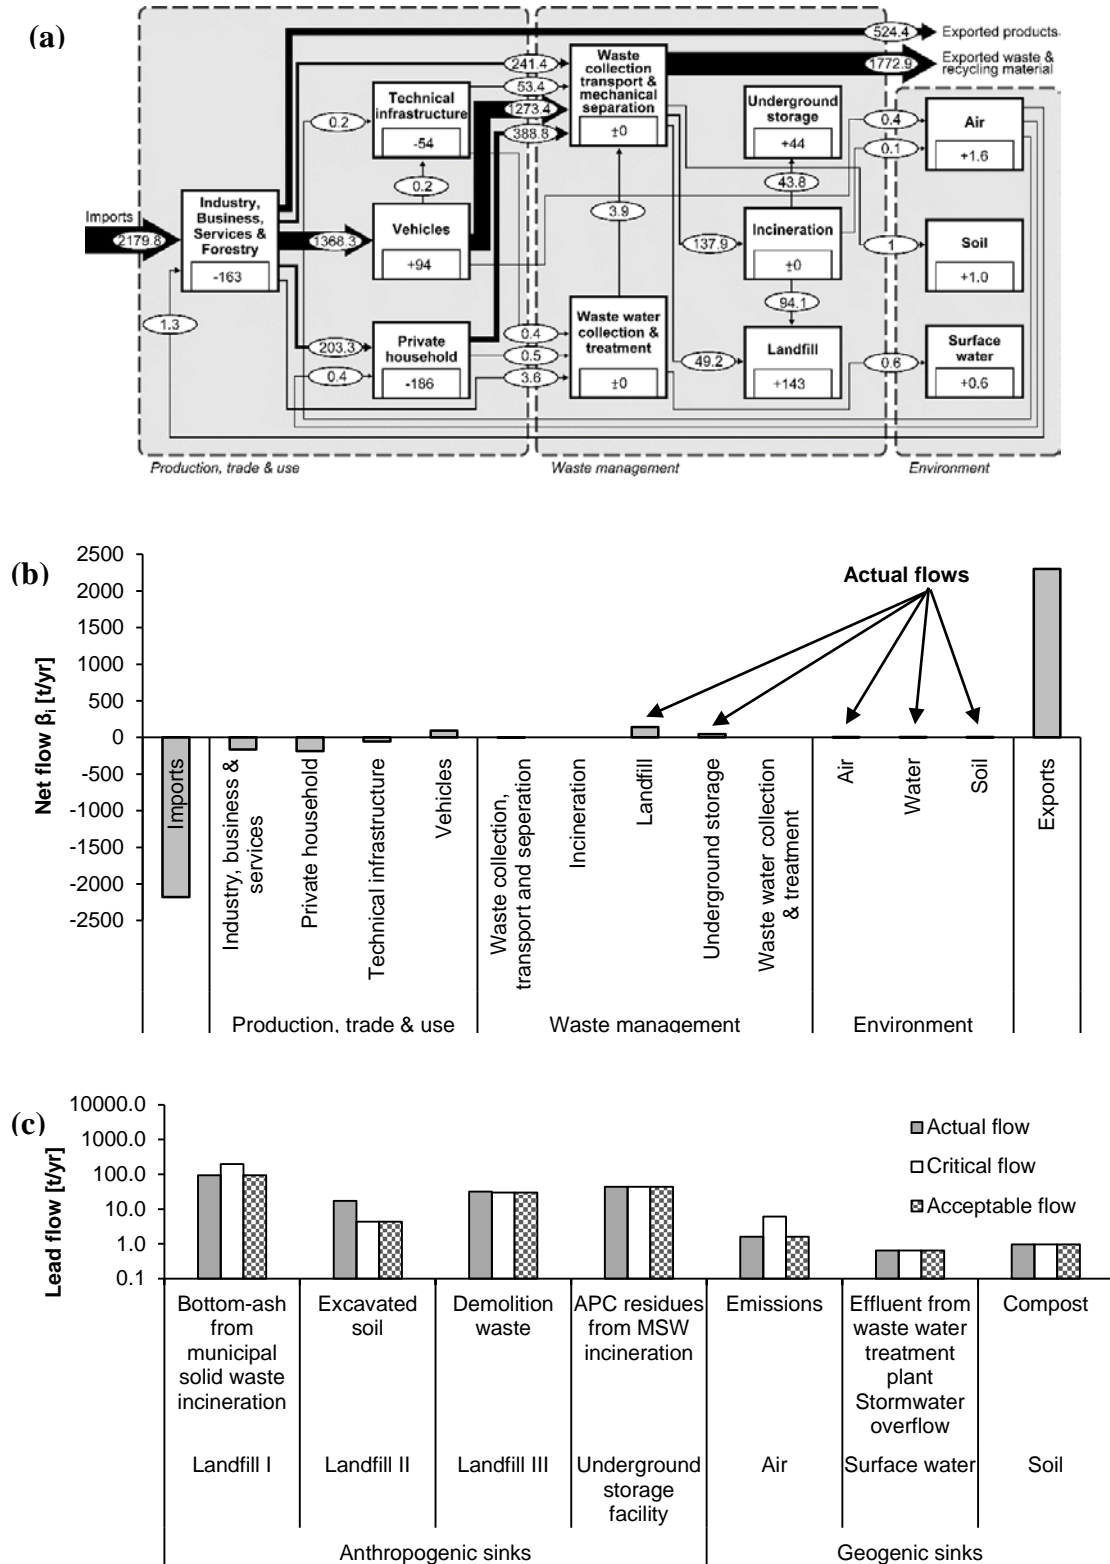 (a)
524.4
Exported products
1772.9
Exported waste &
recycling material
241.4
53.4
1273.4
388.8
Waste
collection
transport &
mechanical
separation
±0
Technical
infrastructure
-54
0.2
Underground
storage
+44
0.4
0.1
Air
+1.6
0.2
43.8
Imports
2179.8
Industry,
Business,
Services &
Forestry
-163
1368.3
Vehicles
+94
3.9
137.9
Incineration
±0
1
Soil
+1.0
1.3
94.1
203.3
0.4
Private
household
-186
0.4
0.5
3.6
Waste water
collection &
treatment
±0
49.2
Landfill
+143
0.6
Surface
water
+0.6
Production, trade & use
Waste management
Environment
(b)
Net flow βi [t/yr]
2500
2000
1500
1000
500
0
-500
-1000
-1500
-2000
-2500
Actual flows
Imports
Industry, business &
services
Private household
Technical infrastructure
Vehicles
Waste collection,
transport and seperation
Incineration
Landfill
Underground storage
Waste water collection
& treatment
Air
Water
Soil
Exports
Production, trade & use
Waste management
Environment
(c)
Lead flow [t/yr]
10000.0
1000.0
100.0
10.0
1.0
0.1
Actual flow
Critical flow
Acceptable flow
Bottom-ash
from
municipal
solid waste
incineration
Excavated
soil
Demolition
waste
APC residues
from MSW
incineration
Emissions
Effluent from
waste water
treatment
plant
Stormwater
overflow
Compost
Landfill I
Landfill II
Landfill III
Underground
storage
facility
Air
Surface water
Soil
Anthropogenic sinks
Geogenic sinks